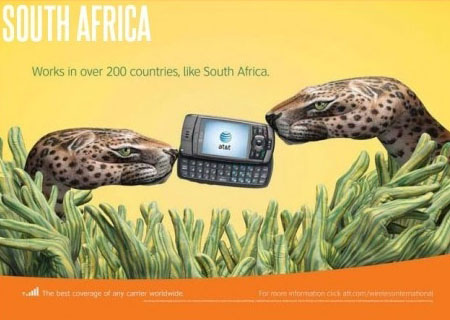 SOUTH AFRICA
Works in over 200 countries, like South Africa.
at&t
The best coverage of any carrier worldwide.
For more information click att.com/wirelessinternational